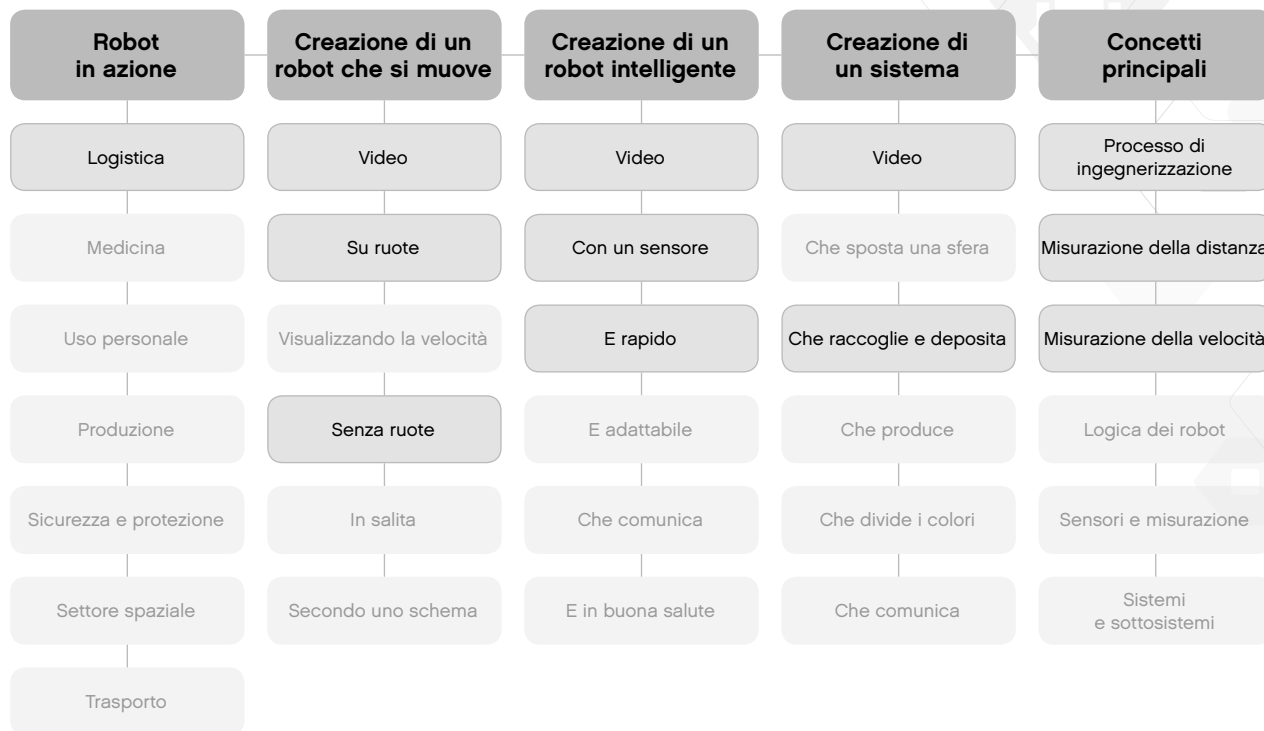 Robot
in azione
Creazione di un
robot che si muove
Creazione di un
robot intelligente
Creazione di
un sistema
Concetti
principali
Logistica
Video
Video
Video
Processo di
ingegnerizzazione
Medicina
Su ruote
Con un sensore
Che sposta una sfera
Misurazione della distanza
Uso personale
Visualizzando la velocità
E rapido
Che raccoglie e deposita
Misurazione della velocità
Produzione
Senza ruote
E adattabile
Che produce
Logica dei robot
Sicurezza e protezione
In salita
Che comunica
Che divide i colori
Sensori e misurazione
Settore spaziale
Secondo uno schema
E in buona salute
Che comunica
Sistemi
e sottosistemi
Trasporto